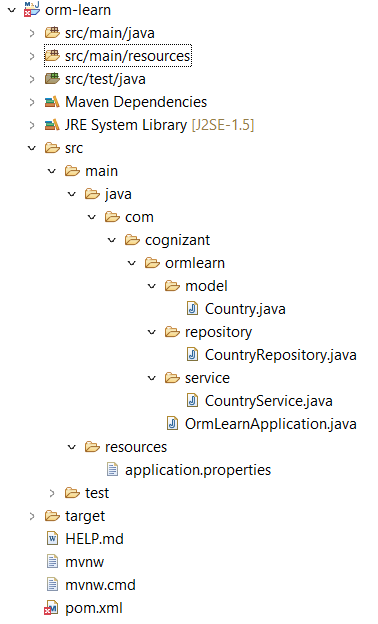 orm-learn
src/main/java
src/main/resources
src/test/java
Maven Dependencies
JRE System Library [J2SE-1.5]
src
main
java
com
cognizant
ormlearn
model
Country.java
repository
CountryRepository.java
service
CountryService.java
OrmLearnApplication.java
resources
application.properties
test
target
HELP.md
mvnw
mvnw.cmd
pom.xml